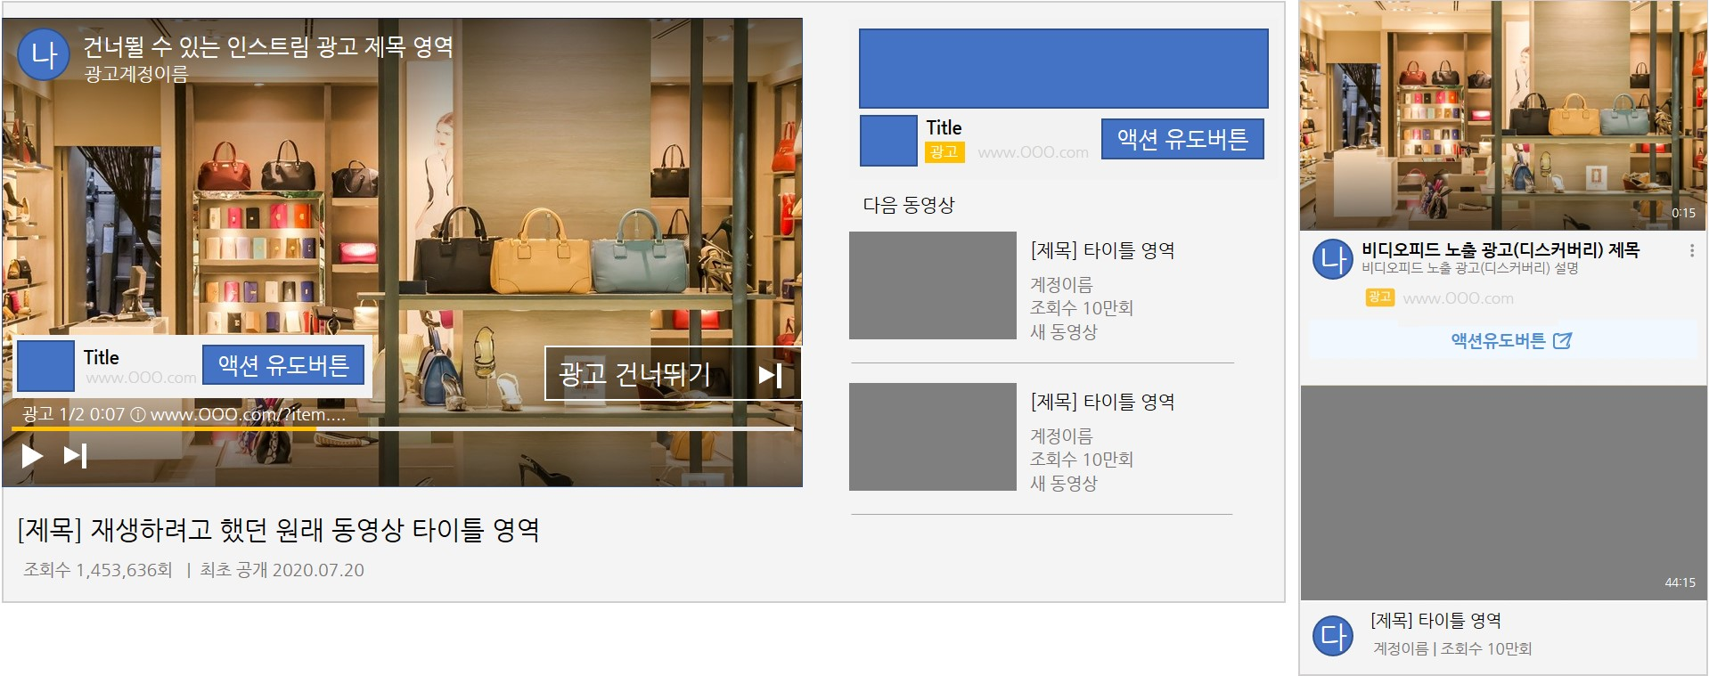 나
건너뛸 수 있는 인스트림 광고 제목 영역
광고계정이름
Title
www.OOO.com
액션 유도버튼
광고 건너뛰기
광고 1/2 0:07 ⓘ www.OOO.com/?item....
[제목] 재생하려고 했던 원래 동영상 타이틀 영역
조회수 1,453,636회 | 최초 공개 2020.07.20
Title
광고 www.OOO.com
액션 유도버튼
다음 동영상
[제목] 타이틀 영역
계정이름
조회수 10만회
새 동영상
[제목] 타이틀 영역
계정이름
조회수 10만회
새 동영상
0:15
나
비디오피드 노출 광고(디스커버리) 제목
비디오피드 노출 광고(디스커버리) 설명
광고 www.OOO.com
액션유도버튼
44:15
다
[제목] 타이틀 영역
계정이름 | 조회수 10만회